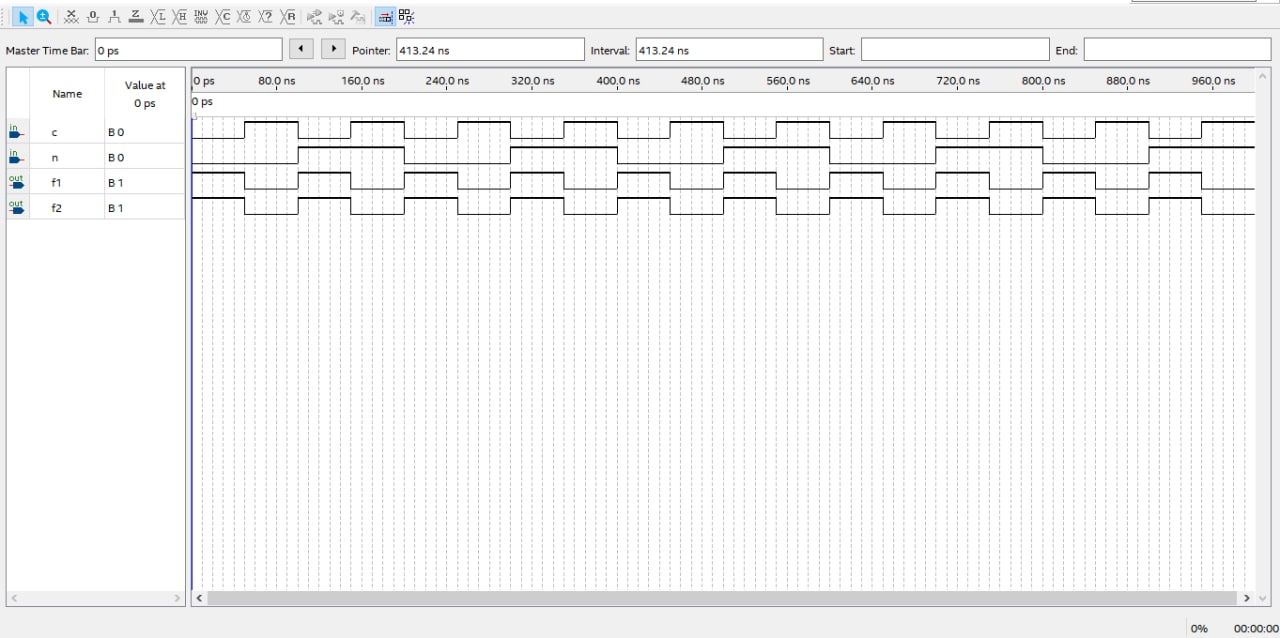 Master Time Bar: 0 ps Pointer: 413.24 ns Interval: 413.24 ns Start: End:
Name Value at 0 ps
0 ps 80.0 ns 160.0 ns 240.0 ns 320.0 ns 400.0 ns 480.0 ns 560.0 ns 640.0 ns 720.0 ns 800.0 ns 880.0 ns 960.0 ns
0 ps
in c B 0
in n B 0
out f1 B 1
out f2 B 1
0% 00:00:00